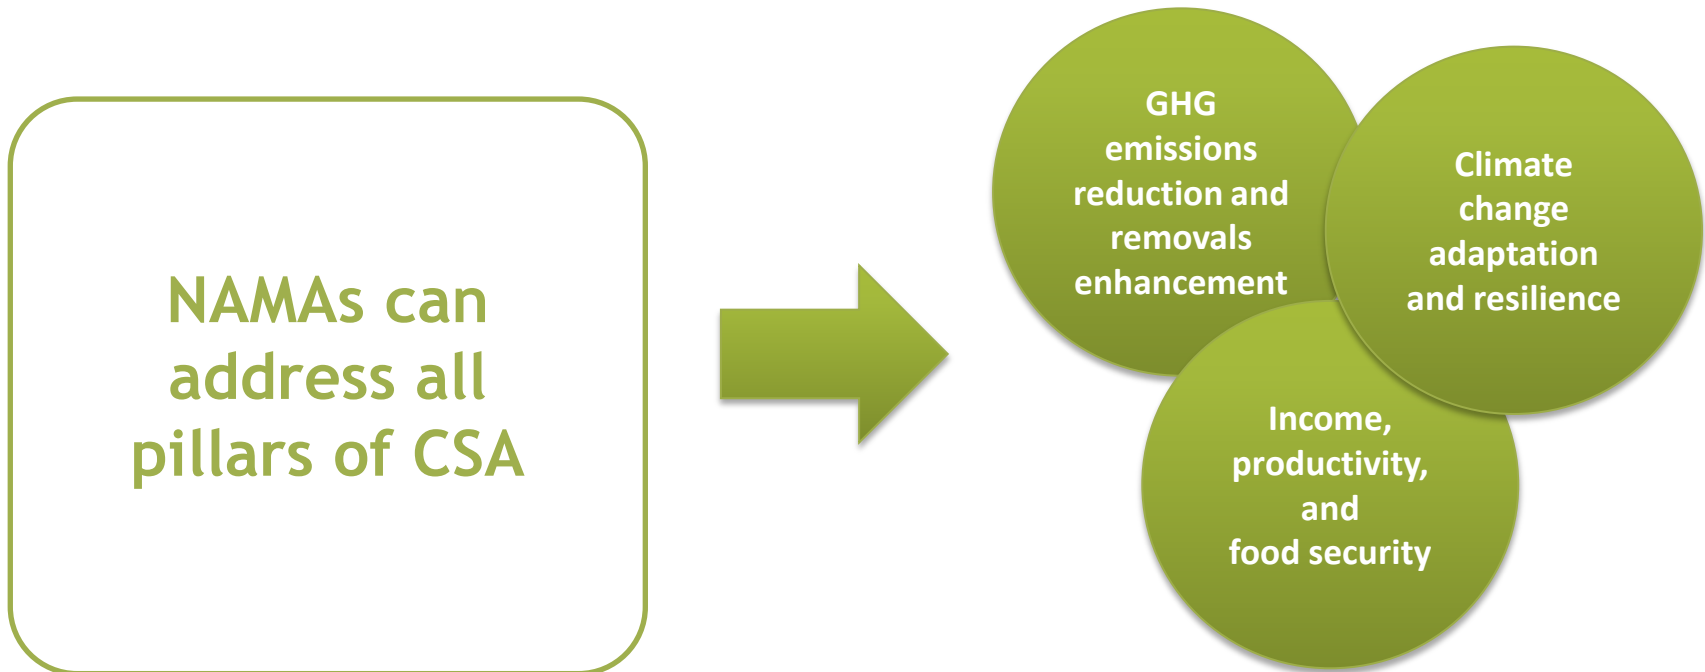 NAMAs can
address all
pillars of CSA
GHG
emissions
reduction and
removals
enhancement
Climate
change
adaptation
and resilience
Income,
productivity,
and
food security